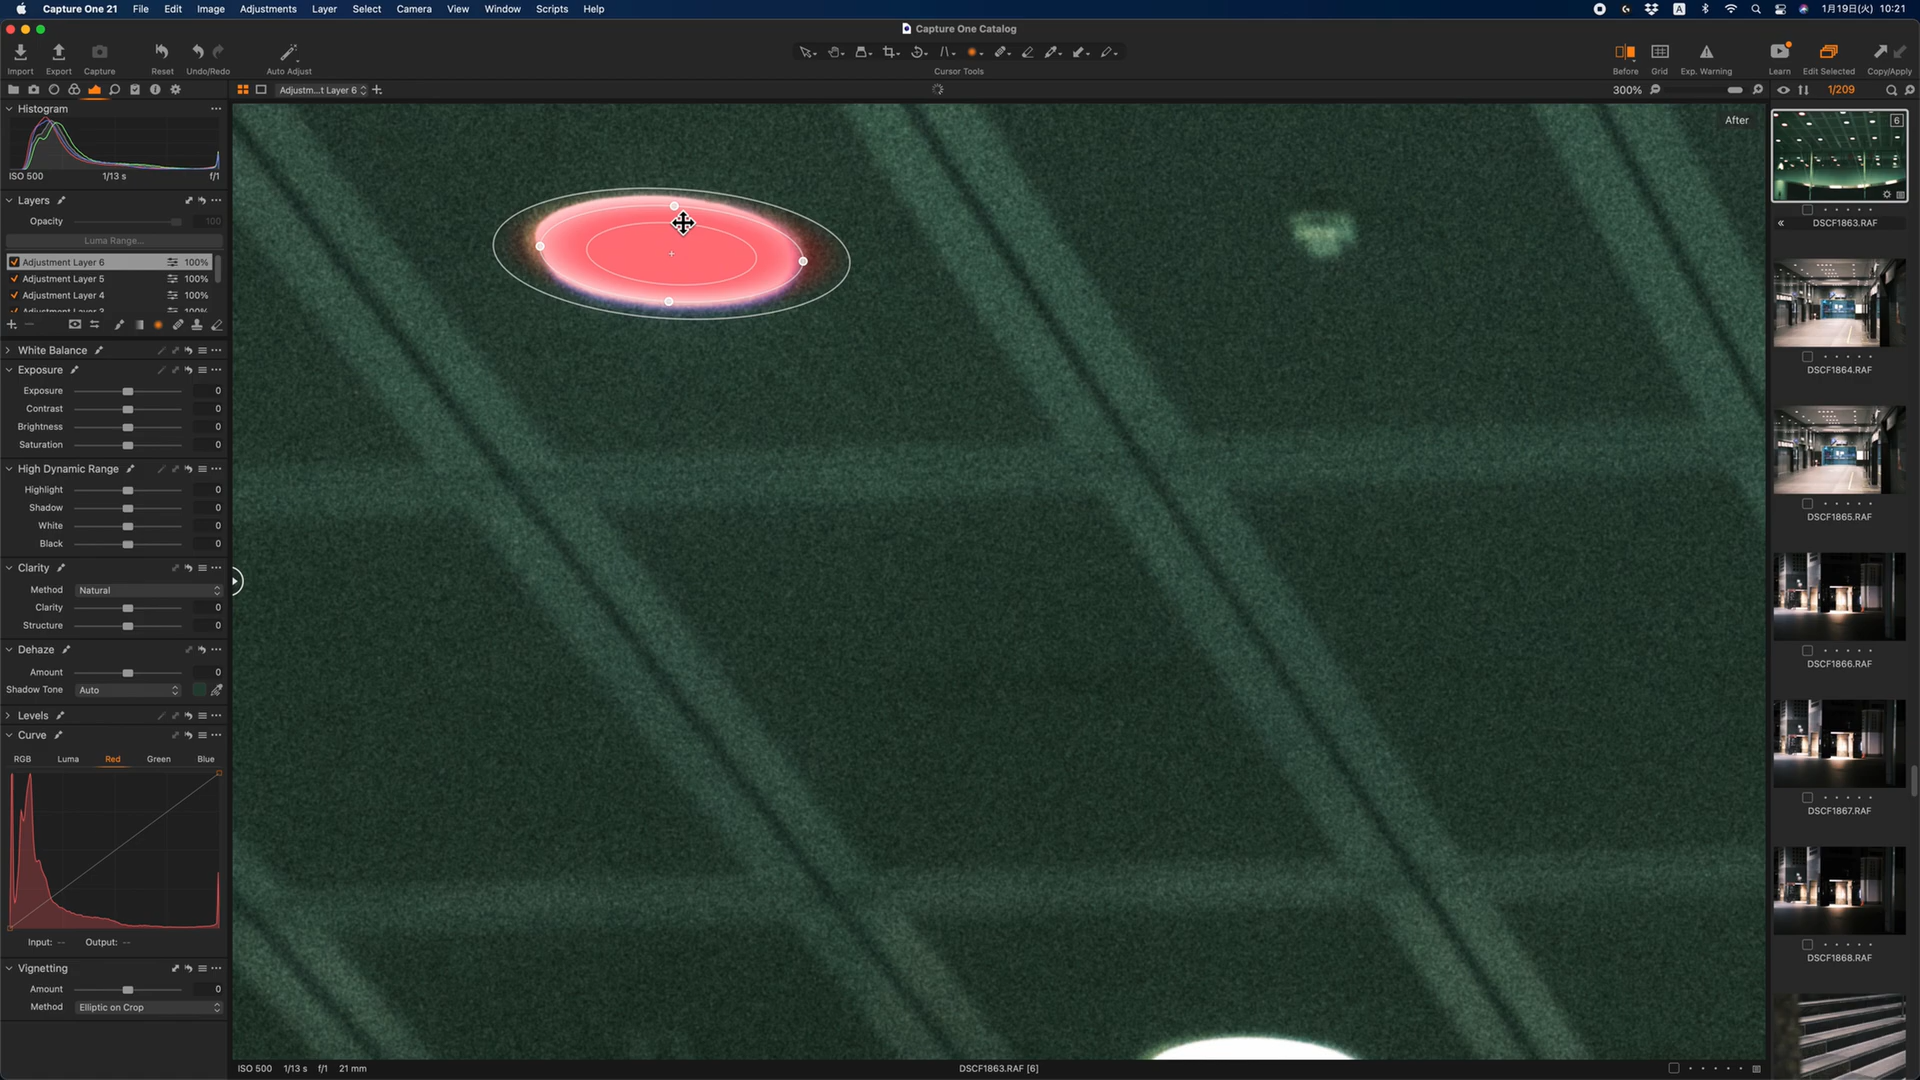 Capture One 21 File Edit Image Adjustments Layer Select Camera View Window Scripts Help A 1月19日(火) 10:21
Capture One Catalog
Import Export Capture Reset Undo/Redo Auto Adjust Cursor Tools Before Grid Exp. Warning Learn Edit Selected Copy/Apply
Adjustm...t Layer 6 300% 1/209
Histogram
ISO 500 1/13 s f/1
Layers
Opacity 100
Luma Range...
Adjustment Layer 6 100%
Adjustment Layer 5 100%
Adjustment Layer 4 100%
White Balance
Exposure
Exposure 0
Contrast 0
Brightness 0
Saturation 0
High Dynamic Range
Highlight 0
Shadow 0
White 0
Black 0
Clarity
Method Natural
Clarity 0
Structure 0
Dehaze
Amount 0
Shadow Tone Auto
Levels
Curve
RGB Luma Red Green Blue
Input: -- Output: --
Vignetting
Amount 0
Method Elliptic on Crop
After
ISO 500 1/13 s f/1 21 mm DSCF1863.RAF [6]
6
DSCF1863.RAF
DSCF1864.RAF
DSCF1865.RAF
DSCF1866.RAF
DSCF1867.RAF
DSCF1868.RAF